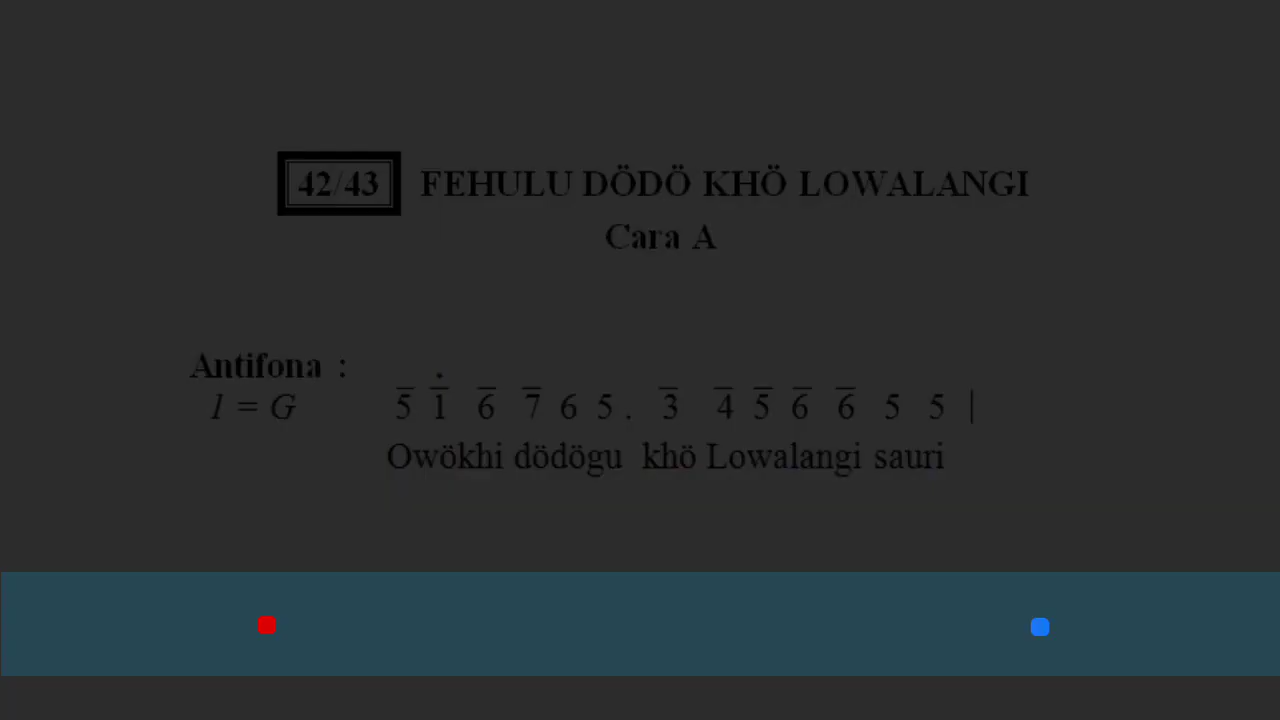 42/43 FEHULU DÖDÖ KHÖ LOWALANGI
Cara A
Antifona :
1 = G 5̅ 1̅̇ 6̅ 7̅ 6 5 . 3̅ 4̅ 5̅ 6̅ 6̅ 5 5 |
Owökhi dödögu khö Lowalangi sauri